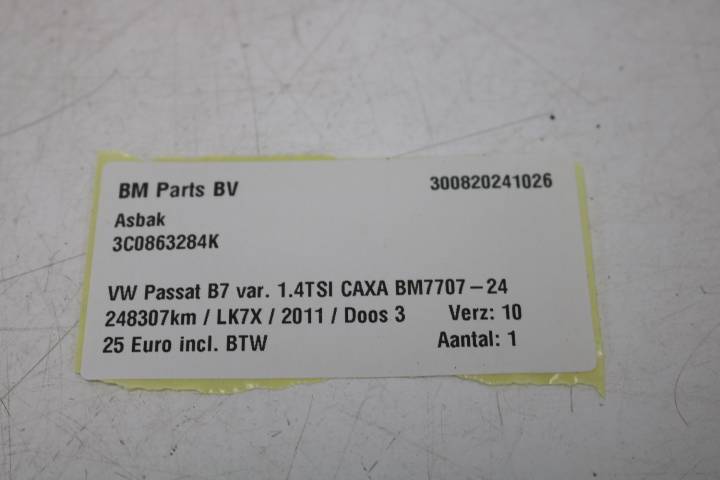 BM Parts BV 300820241026
Asbak
3C0863284K
VW Passat B7 var. 1.4TSI CAXA BM7707-24
248307km / LK7X / 2011 / Doos 3 Verz: 10
25 Euro incl. BTW Aantal: 1